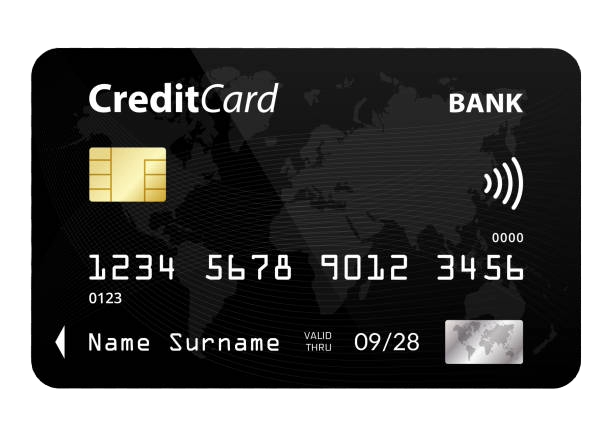 CreditCard BANK
0000
1234 5678 9012 3456
0123
Name Surname VALID THRU 09/28